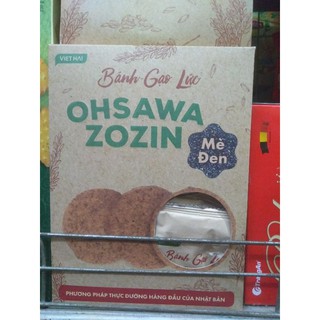 VIET HAI
Bánh Gạo Lức
OHSAWA
ZOZIN
Mè
Đen
Bánh Gạ L
PHƯƠNG PHÁP THỰC DƯỠNG HÀNG ĐẦU CỦA NHẬT BẢN